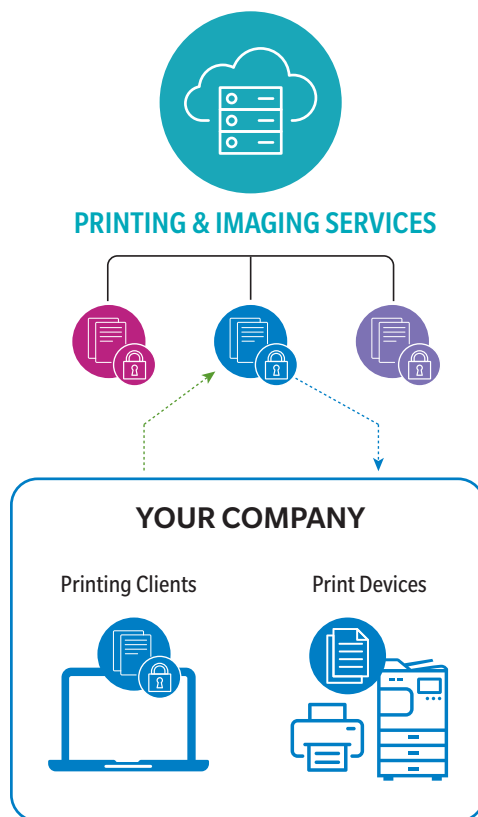 PRINTING & IMAGING SERVICES
YOUR COMPANY
Printing Clients
Print Devices